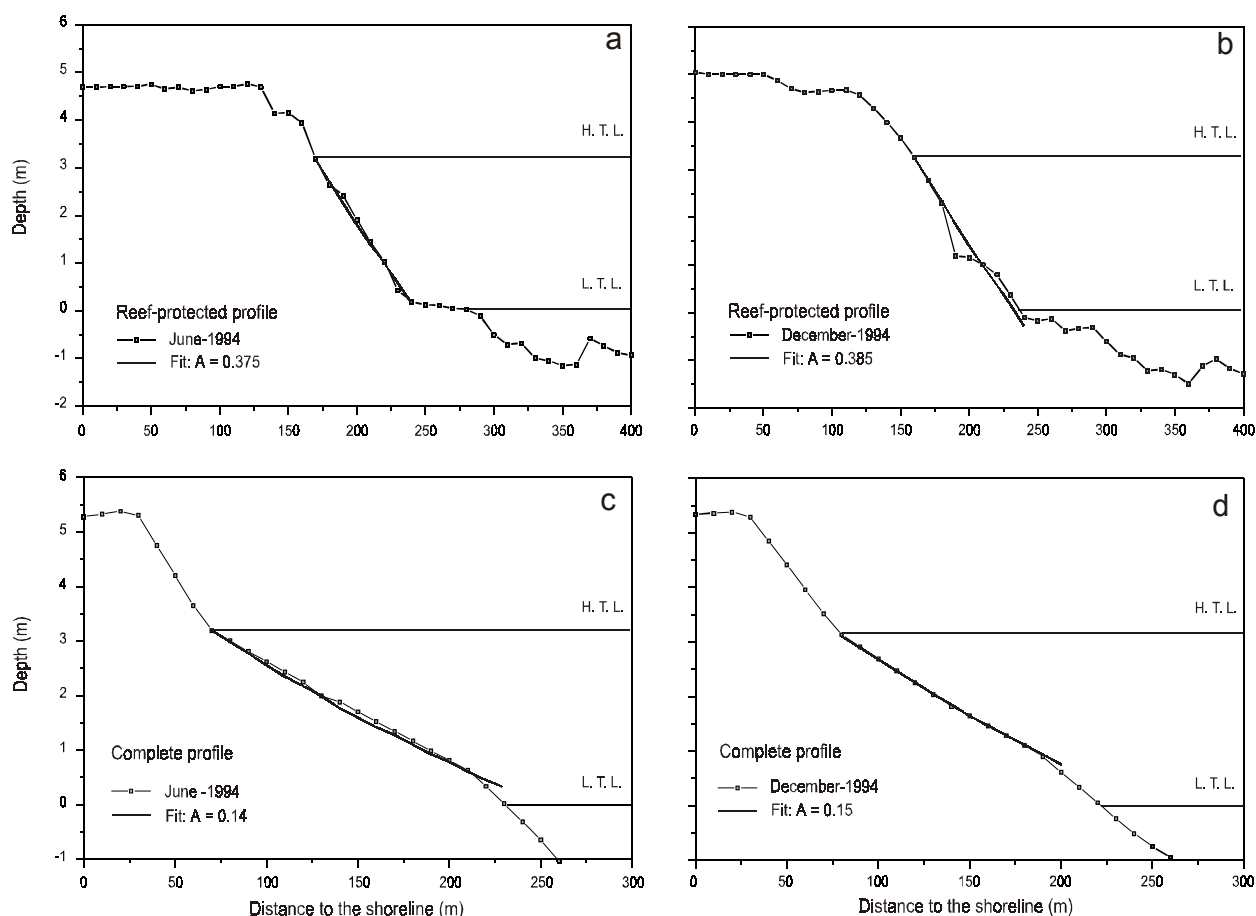 a
6
5
4
3
2
1
0
-1
-2
Depth (m)
H. T. L.
L. T. L.
Reef-protected profile
June-1994
Fit: A = 0.375
0 50 100 150 200 250 300 350 400
b
H. T. L.
L. T. L.
Reef-protected profile
December-1994
Fit: A = 0.385
0 50 100 150 200 250 300 350 400
c
6
5
4
3
2
1
0
-1
Depth (m)
H. T. L.
L. T. L.
Complete profile
June -1994
Fit: A = 0.14
0 50 100 150 200 250 300
Distance to the shoreline (m)
d
H. T. L.
L. T. L.
Complete profile
December-1994
Fit: A = 0.15
0 50 100 150 200 250 300
Distance to the shoreline (m)